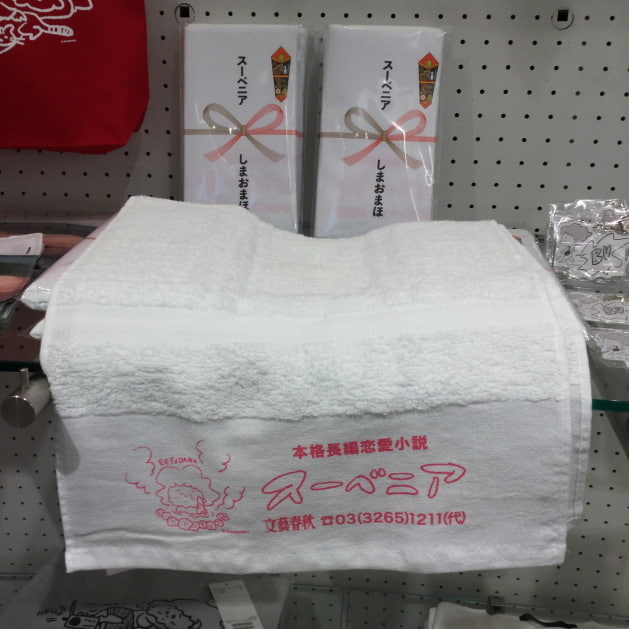 スーベニア
しまおまほ
スーベニア
しまおまほ
EETUDANA
本格長編恋愛小説
スーベニア
文藝春秋 ☎03(3265)1211(代)